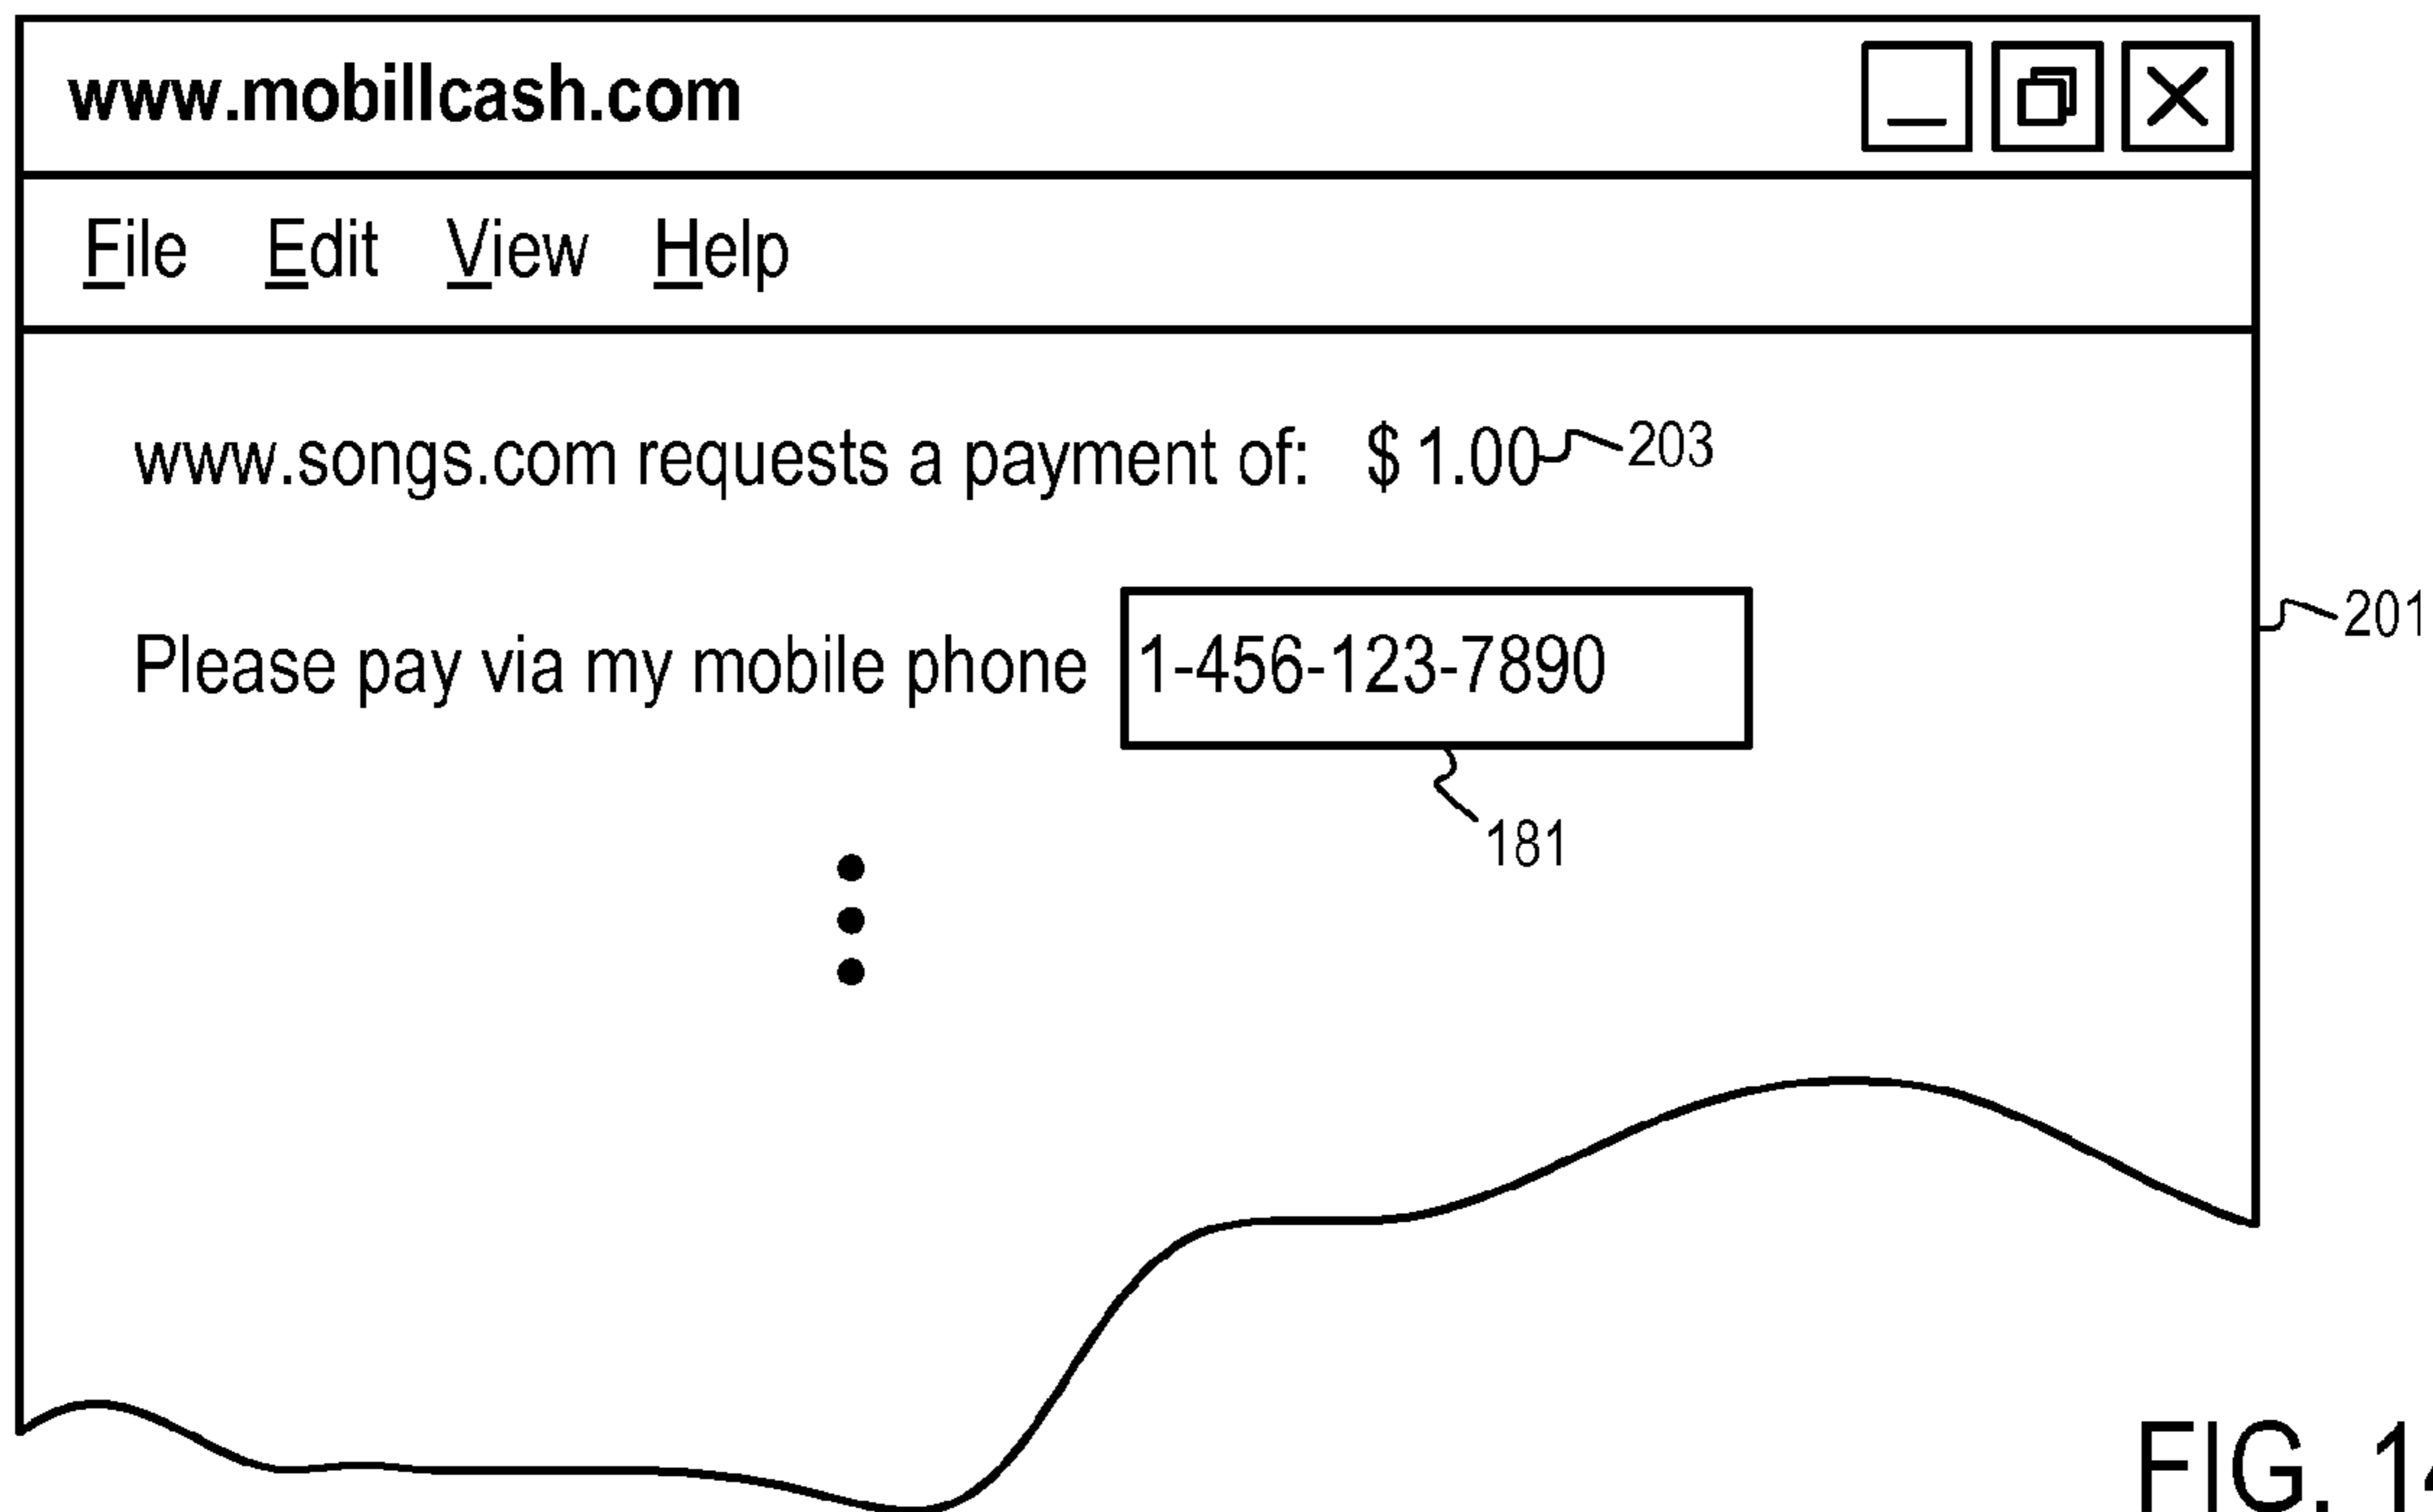 www.mobillcash.com
File Edit View Help
www.songs.com requests a payment of: $ 1.00 203
201
Please pay via my mobile phone 1-456-123-7890
181
FIG. 14